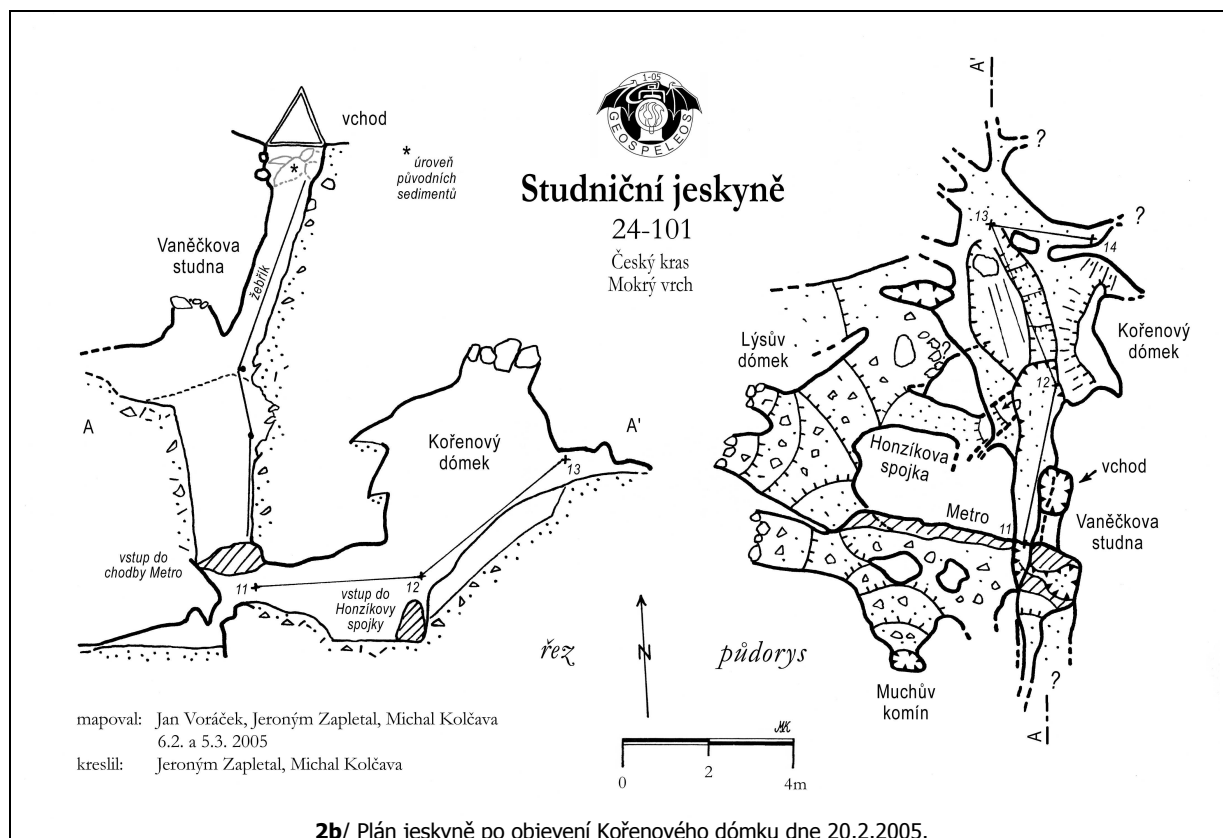 vchod
*
úroveň
původních
sedimentů
Vaněčkova
studna
žebřík
A
Kořenový
dómek
A'
13
vstup do
chodby Metro
11
12
vstup do
Honzíkovy
spojky
1-05
GEOSPELEOS
Studniční jeskyně
24-101
Český kras
Mokrý vrch
řez
N
půdorys
MK
0
2
4m
A'
?
13
?
14
Kořenový
dómek
Lýsův
dómek
?
12
Honzíkova
spojka
vchod
Metro
11
Vaněčkova
studna
Muchův
komín
?
A
mapoval: Jan Voráček, Jeroným Zapletal, Michal Kolčava
6.2. a 5.3. 2005
kreslil: Jeroným Zapletal, Michal Kolčava
2b/ Plán jeskyně po objevení Kořenového dómku dne 20.2.2005.